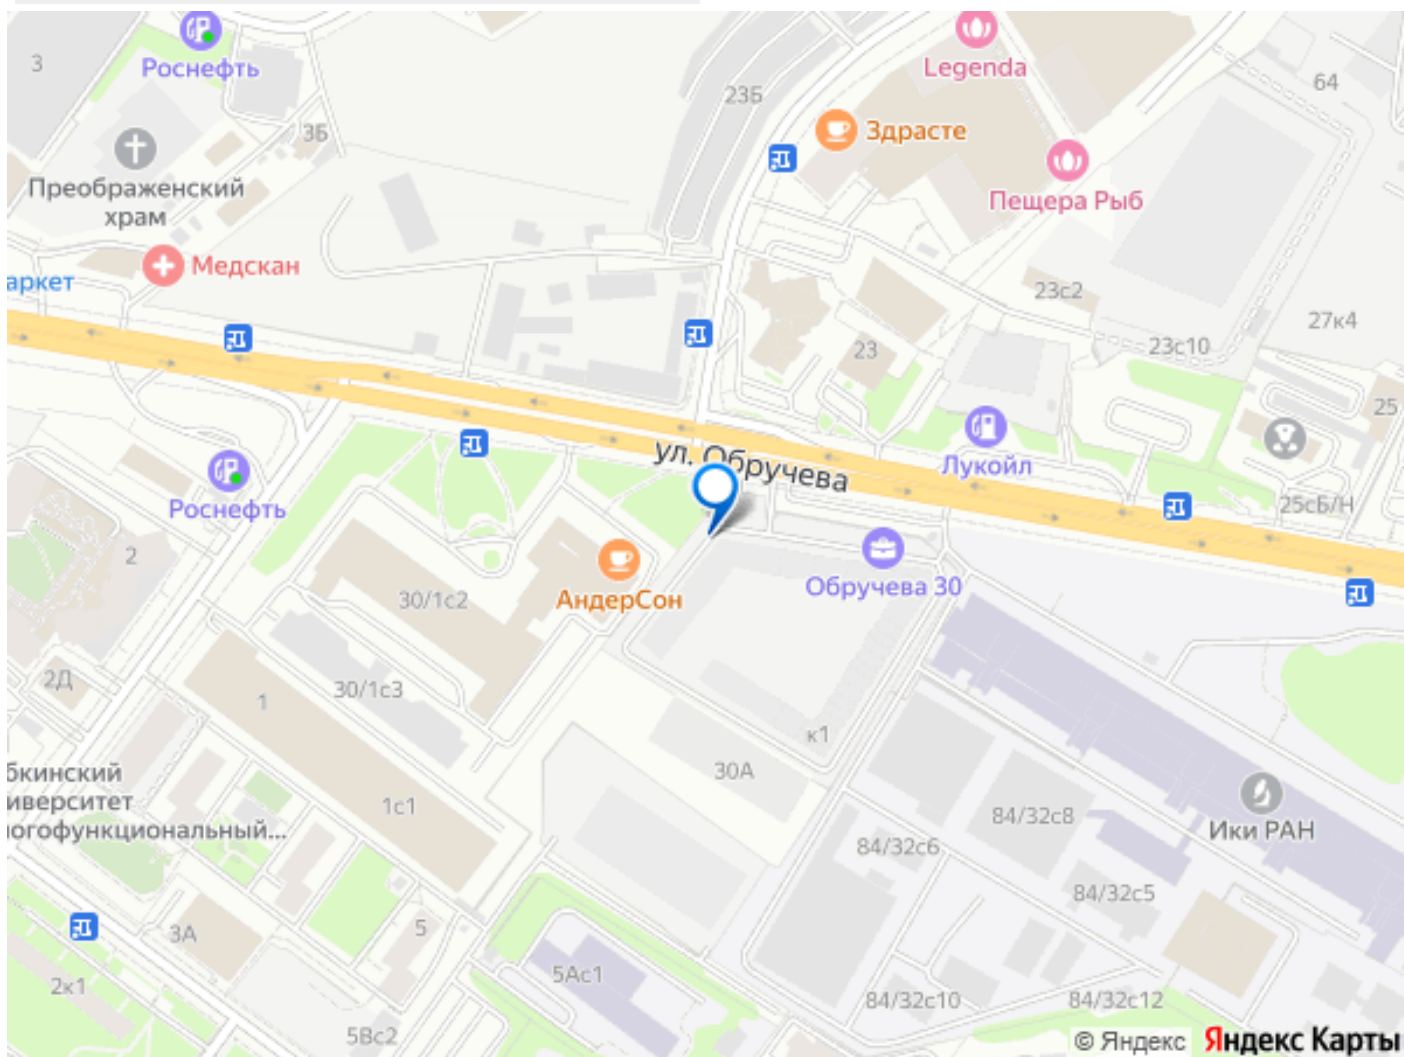 Роснефть
3
3Б
Преображенский
храм
Медскан
аркет
23Б
Legenda
64
Здрасте
Пещера Рыб
23с2
27к4
23
23с10
25
ул. Обручева
Лукойл
25сБ/Н
Роснефть
2
30/1с2
АндерСон
Обручева 30
2Д
1
30/1с3
к1
30А
бкинский
иверситет
огофункциональный...
1с1
84/32с8
84/32с6
Ики РАН
84/32с5
3А
5
5Ас1
2к1
5Вс2
84/32с10
84/32с12
© Яндекс Яндекс Карты